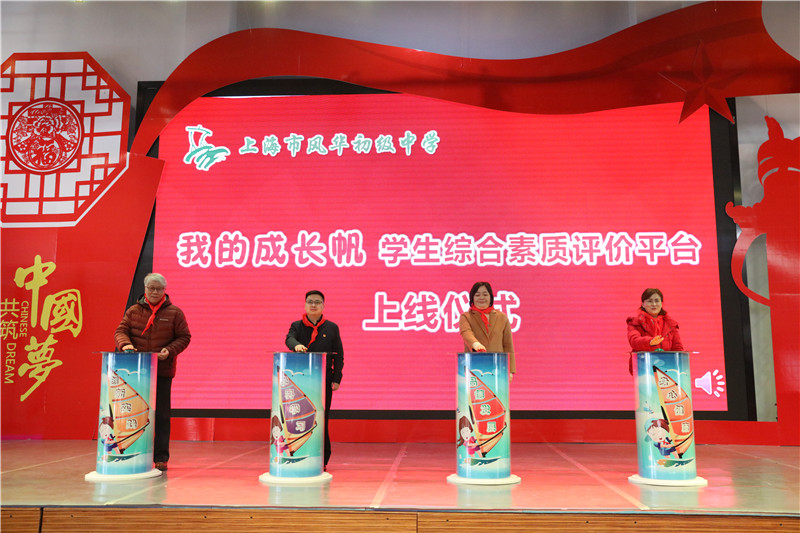 上海市风华初级中学
我的成长帆 学生综合素质评价平台
上线仪式
共筑
中國夢
CHINESE DREAM